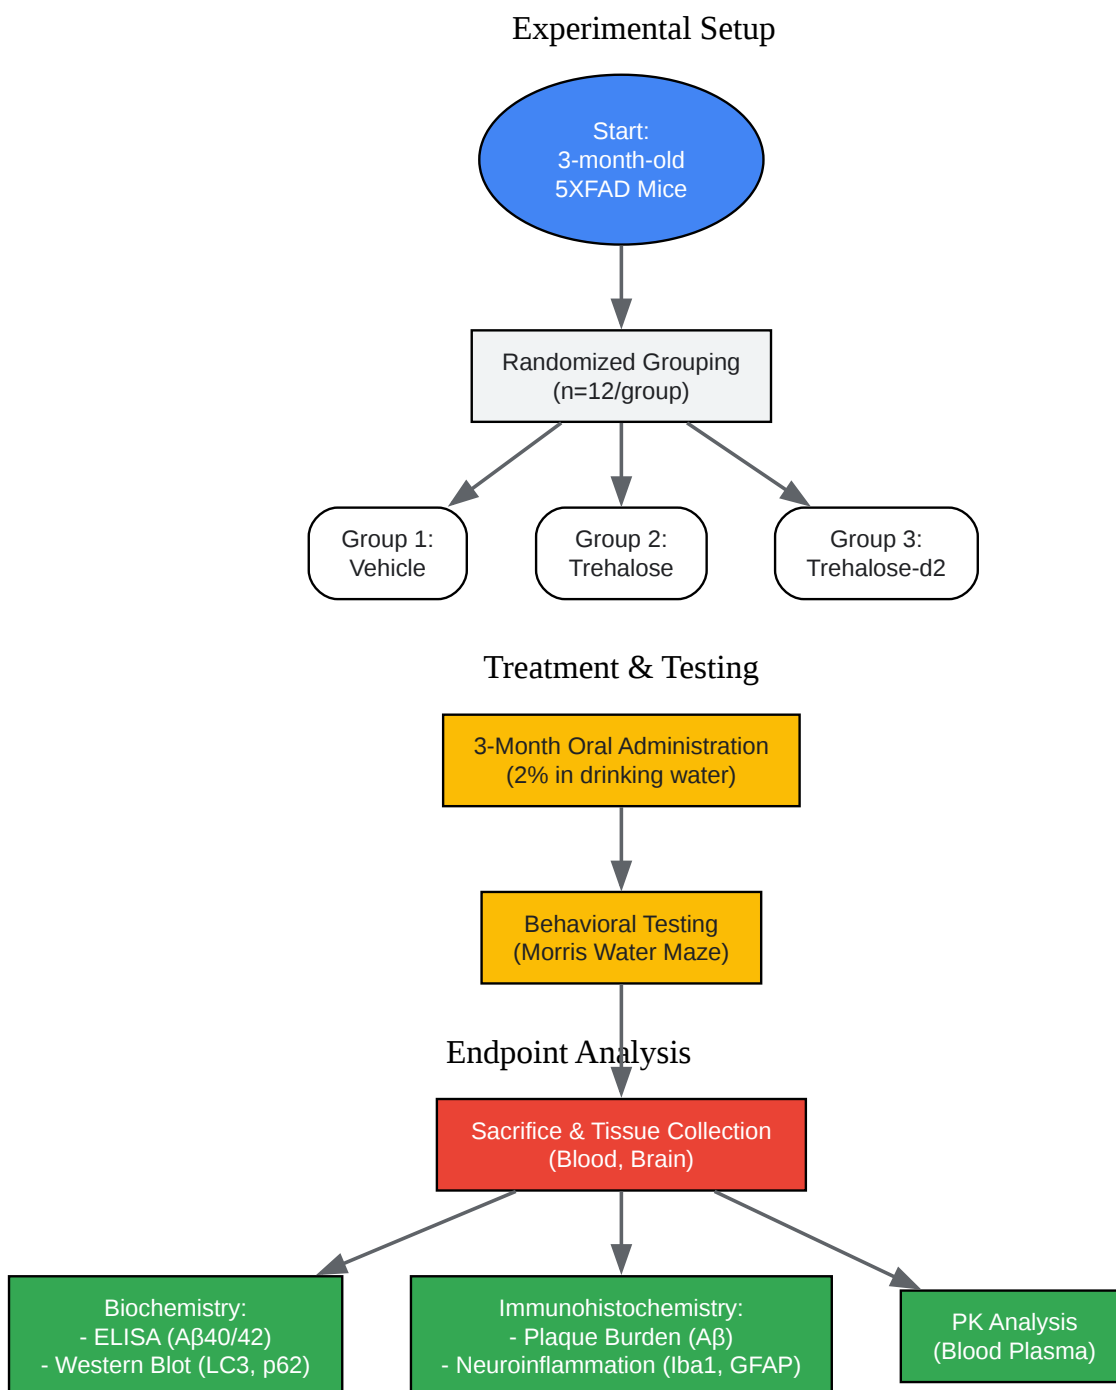 Experimental Setup
Start:
3-month-old
5XFAD Mice
Randomized Grouping
(n=12/group)
Group 1:
Vehicle
Group 2:
Trehalose
Group 3:
Trehalose-d2
Treatment & Testing
3-Month Oral Administration
(2% in drinking water)
Behavioral Testing
(Morris Water Maze)
Endpoint Analysis
Sacrifice & Tissue Collection
(Blood, Brain)
Biochemistry:
- ELISA (Aβ40/42)
- Western Blot (LC3, p62)
Immunohistochemistry:
- Plaque Burden (Aβ)
- Neuroinflammation (Iba1, GFAP)
PK Analysis
(Blood Plasma)